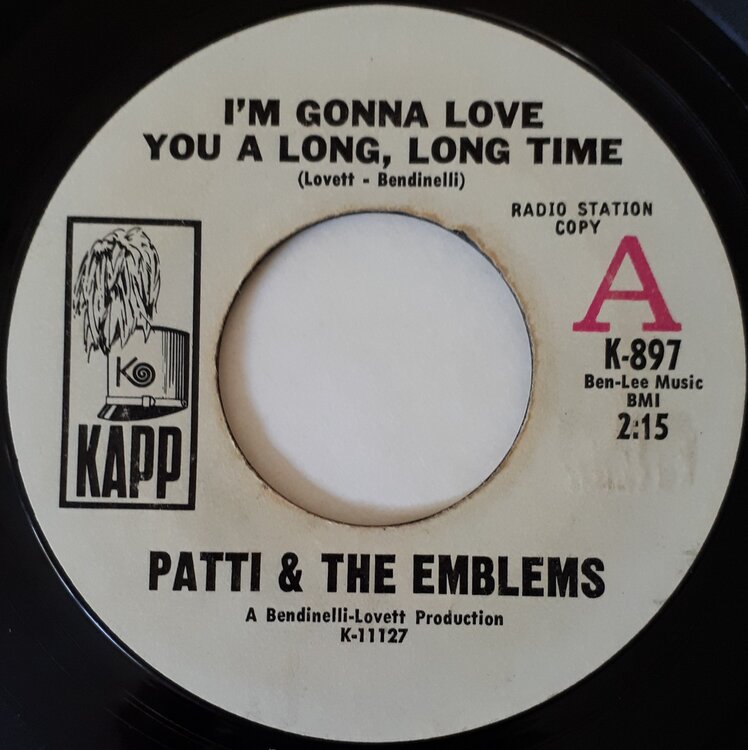 I'M GONNA LOVE
YOU A LONG, LONG TIME
(Lovett - Bendinelli)
RADIO STATION
COPY
A
K-897
Ben-Lee Music
BMI
2:15
K
KAPP
PATTI & THE EMBLEMS
A Bendinelli-Lovett Production
K-11127